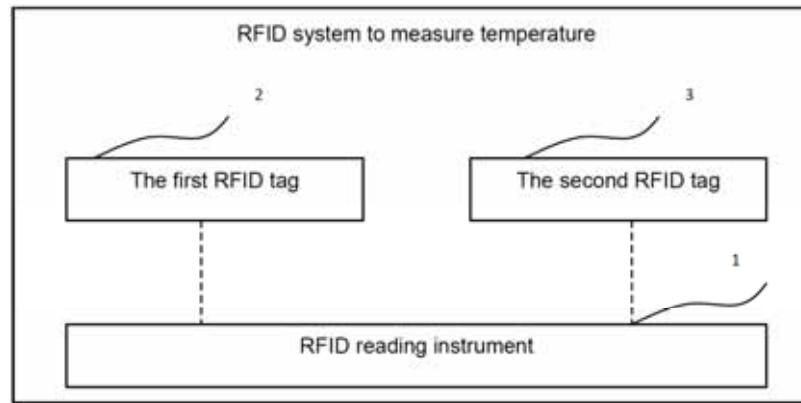 RFID system to measure temperature
2
3
The first RFID tag
The second RFID tag
1
RFID reading instrument